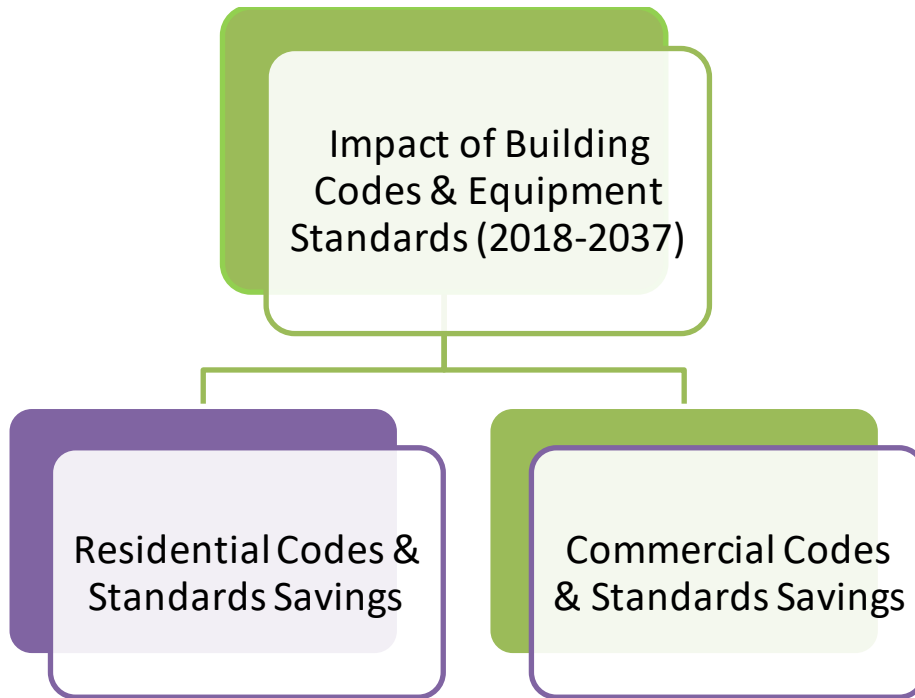 Impact of Building
Codes & Equipment
Standards (2018-2037)
Residential Codes &
Standards Savings
Commercial Codes
& Standards Savings